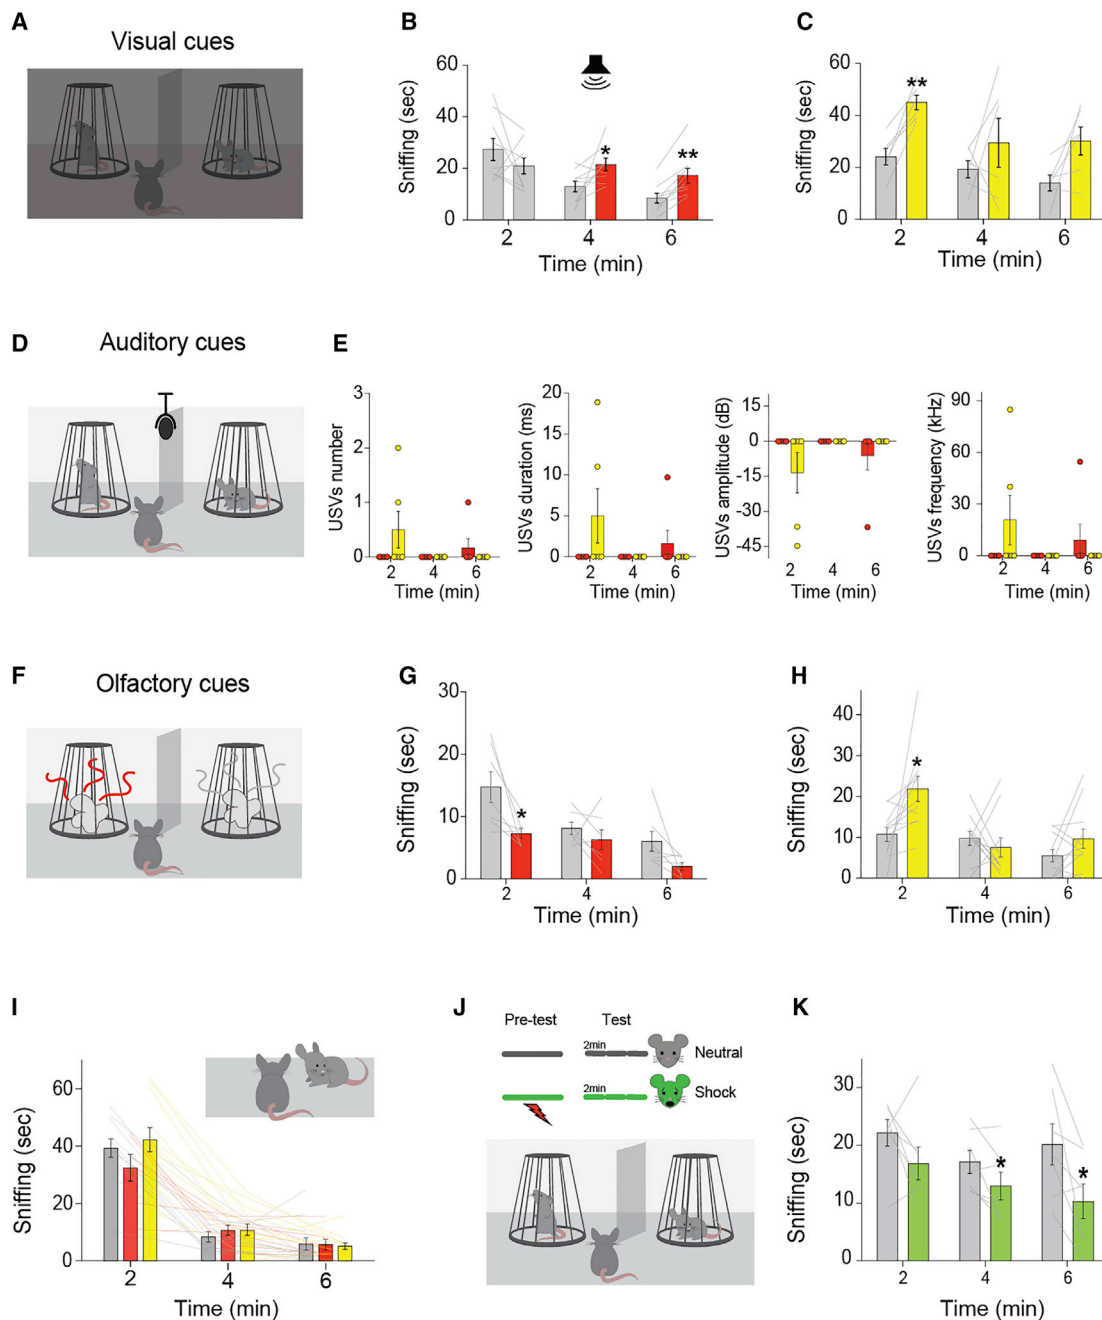 A
Visual cues
B
Sniffing (sec)
60
40
20
0
*
**
2 4 6
Time (min)
C
Sniffing (sec)
60
40
20
0
**
2 4 6
Time (min)
D
Auditory cues
E
USVs number
3
2
1
0
2 4 6
Time (min)
USVs duration (ms)
20
15
10
5
0
2 4 6
Time (min)
USVs amplitude (dB)
15
0
-15
-30
-45
2 4 6
Time (min)
USVs frequency (kHz)
90
60
30
0
2 4 6
Time (min)
F
Olfactory cues
G
Sniffing (sec)
30
20
10
0
*
2 4 6
Time (min)
H
Sniffing (sec)
40
30
20
10
0
*
2 4 6
Time (min)
I
Sniffing (sec)
60
40
20
0
2 4 6
Time (min)
J
Pre-test Test
2min
Neutral
2min
Shock
K
Sniffing (sec)
30
20
10
0
*
*
2 4 6
Time (min)